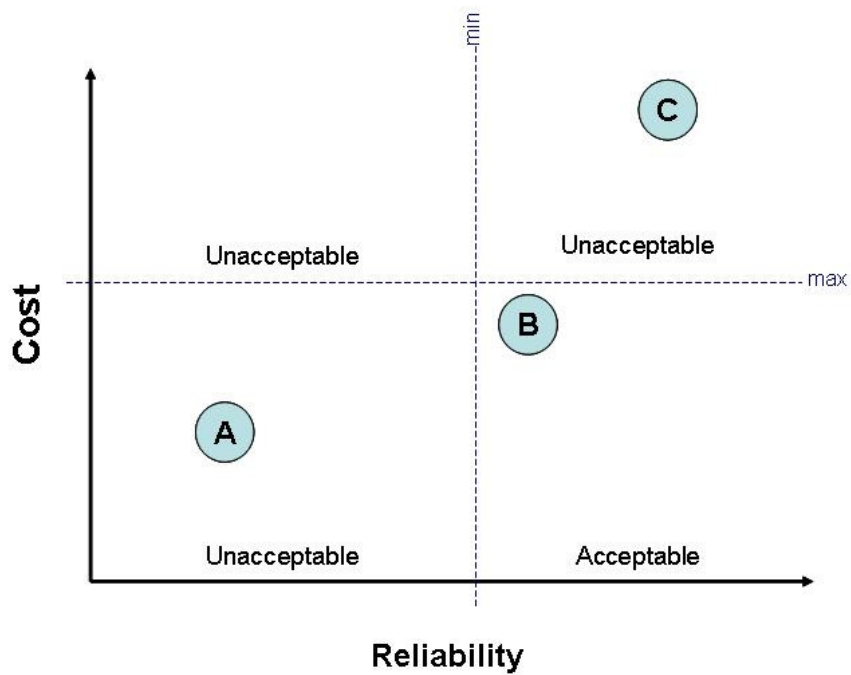 min
C
Unacceptable
Unacceptable
max
Cost
B
A
Unacceptable
Acceptable
Reliability